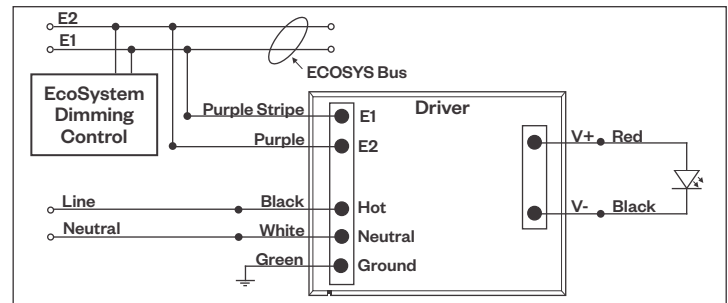 E2
E1
ECOSYS Bus
EcoSystem
Dimming
Control
Driver
Purple Stripe
E1
Purple
E2
V+
Red
Line
Black
Hot
V-
Black
Neutral
White
Neutral
Green
Ground